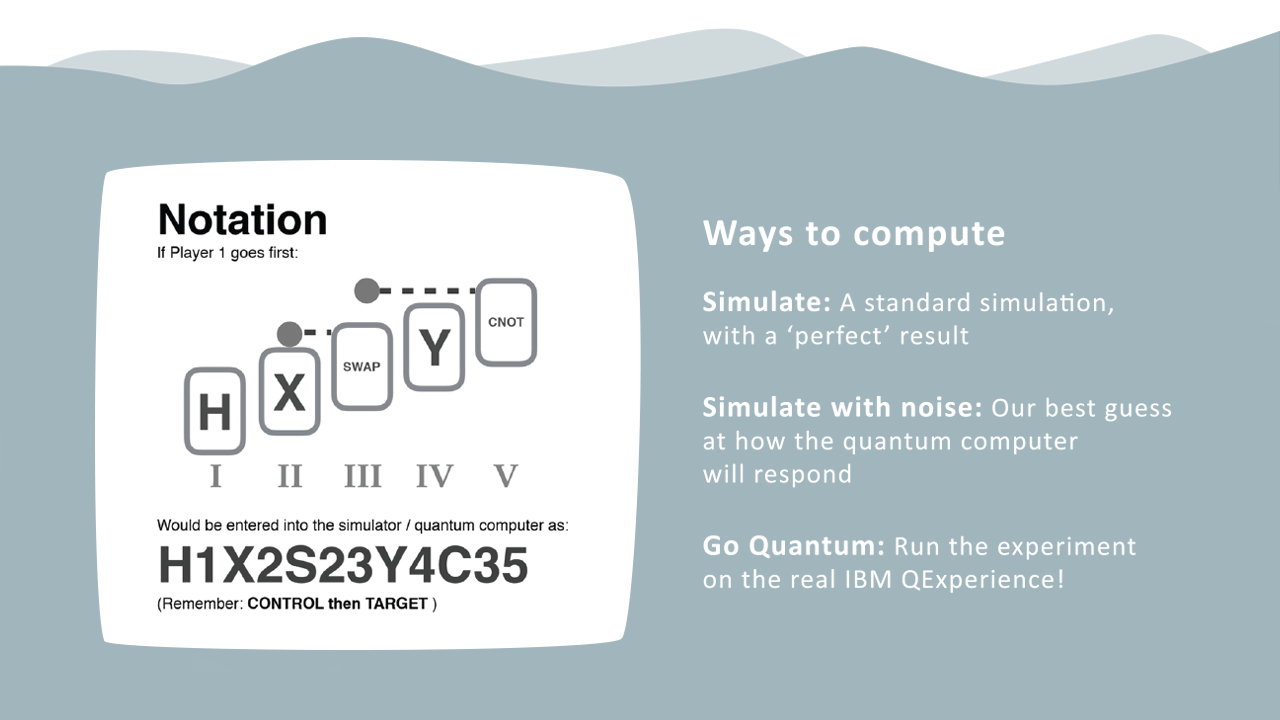 Notation
If Player 1 goes first:
H
X
SWAP
Y
CNOT
I II III IV V
Would be entered into the simulator / quantum computer as:
H1X2S23Y4C35
(Remember: CONTROL then TARGET )
Ways to compute
Simulate: A standard simulation,
with a ‘perfect’ result
Simulate with noise: Our best guess
at how the quantum computer
will respond
Go Quantum: Run the experiment
on the real IBM QExperience!